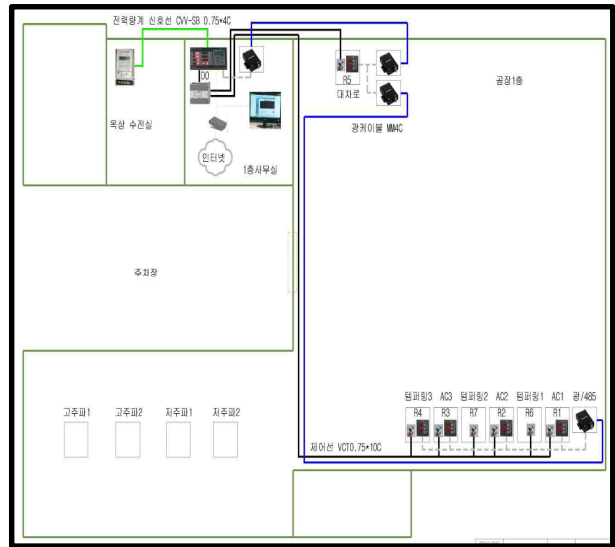 전력량계 신호선 CVV-SB 0.75*4C
DO
R5
대차로
공장1층
옥상 수전실
광케이블 MM4C
인터넷
1층사무실
주차장
고주파1 고주파2 저주파1 저주파2
템퍼링3 AC3 템퍼링2 AC2 템퍼링1 AC1 광/485
R4 R3 R7 R2 R6 R1
제어선 VCT0.75*10C